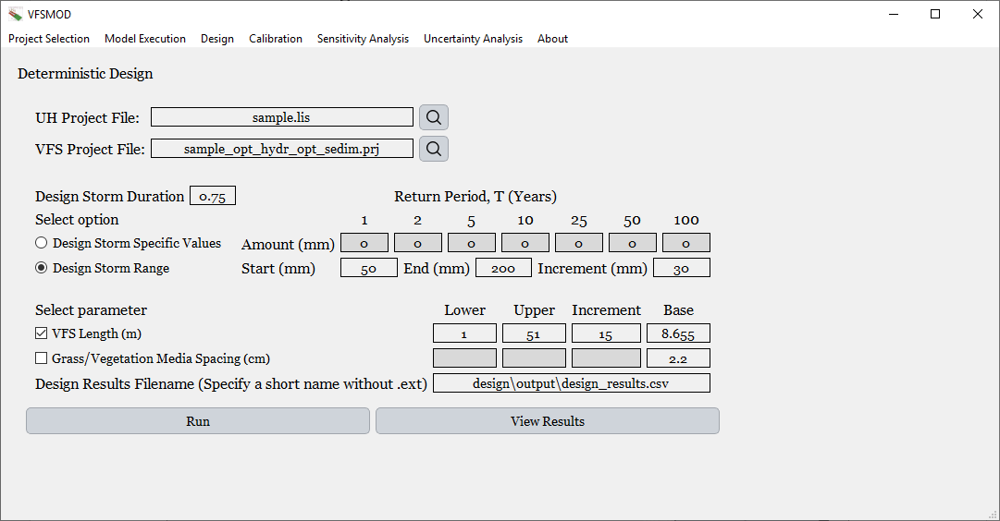 VFSMOD
Project Selection Model Execution Design Calibration Sensitivity Analysis Uncertainty Analysis About
Deterministic Design
UH Project File: sample.lis
VFS Project File: sample_opt_hydr_opt_sedim.prj
Design Storm Duration 0.75 Return Period, T (Years)
Select option 1 2 5 10 25 50 100
Design Storm Specific Values Amount (mm) 0 0 0 0 0 0 0
Design Storm Range Start (mm) 50 End (mm) 200 Increment (mm) 30
Select parameter Lower Upper Increment Base
VFS Length (m) 1 51 15 8.655
Grass/Vegetation Media Spacing (cm) 2.2
Design Results Filename (Specify a short name without .ext) design\output\design_results.csv
Run View Results